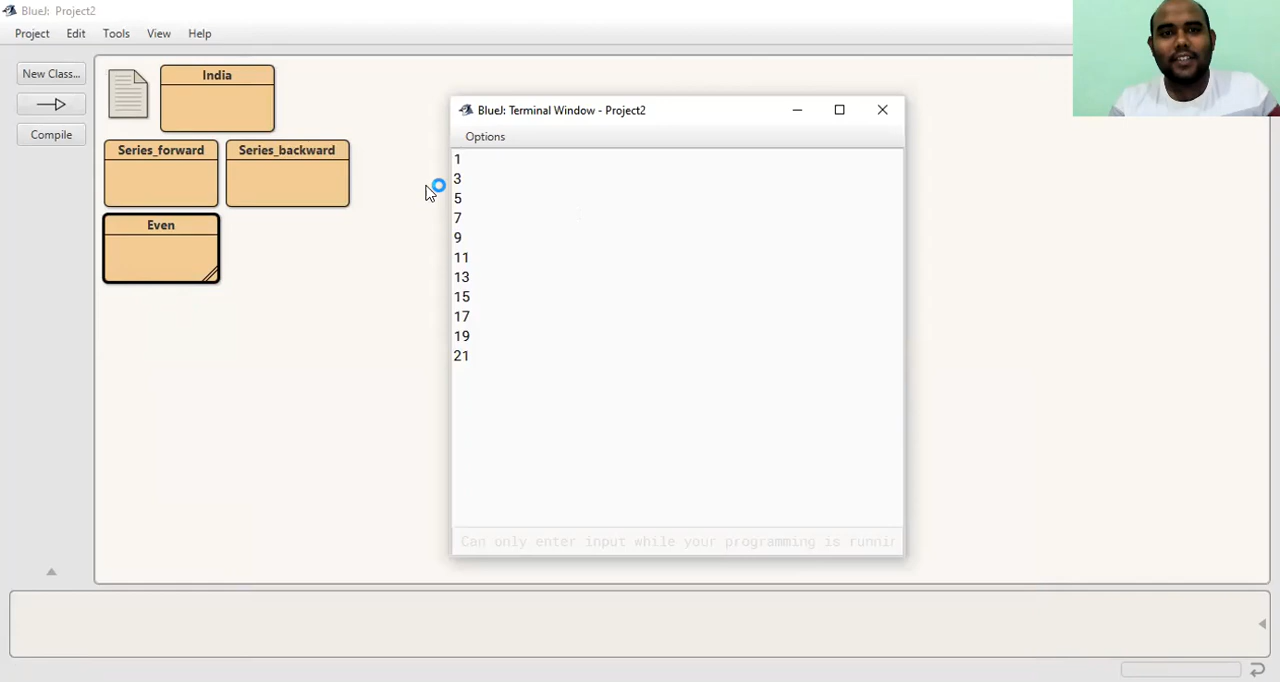 BlueJ: Project2
Project Edit Tools View Help
New Class...
Compile
India
Series_forward
Series_backward
Even
BlueJ: Terminal Window - Project2
Options
1
3
5
7
9
11
13
15
17
19
21
Can only enter input while your programming is runnin